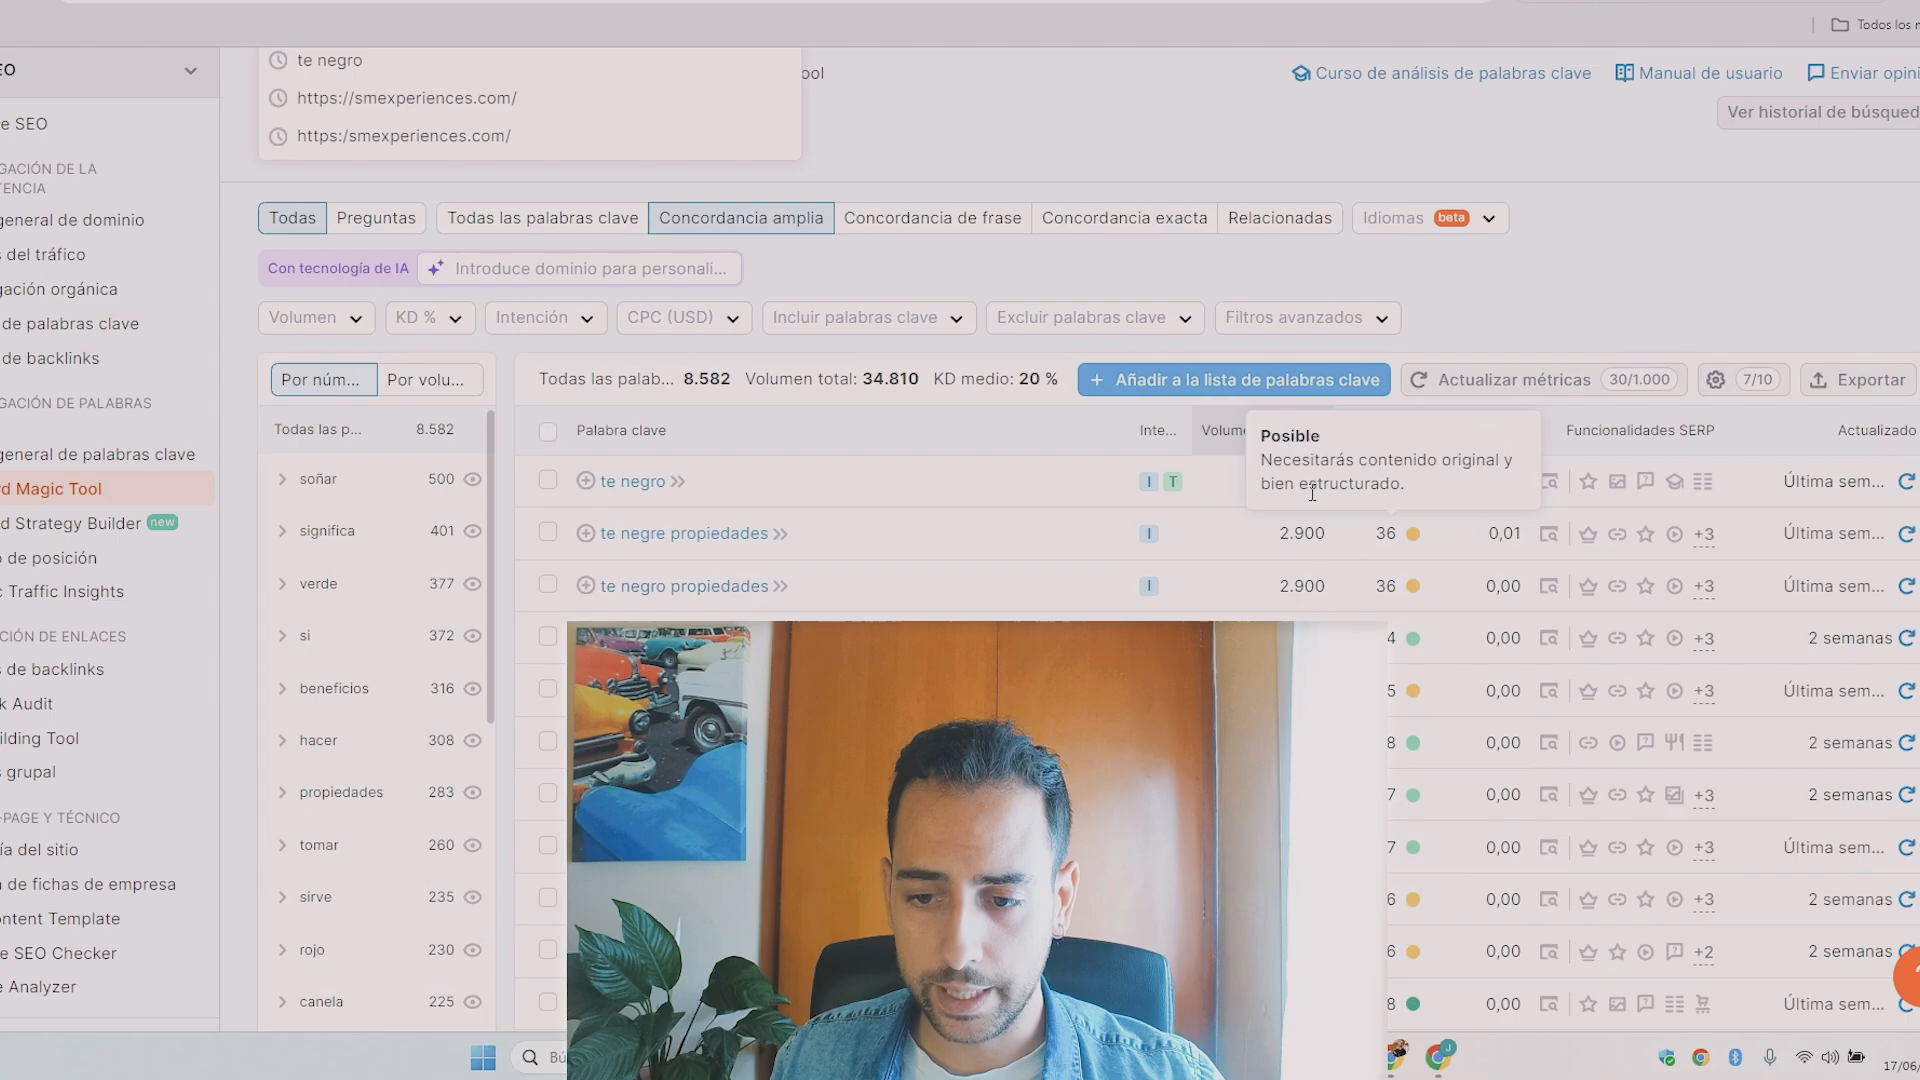 Todos los
te negro
https://smexperiences.com/
https:/smexperiences.com/
ool
Curso de análisis de palabras clave
Manual de usuario
Enviar opini
Ver historial de búsqued
EO
e SEO
GACIÓN DE LA
TENCIA
general de dominio
s del tráfico
gación orgánica
de palabras clave
de backlinks
GACIÓN DE PALABRAS
general de palabras clave
rd Magic Tool
d Strategy Builder new
o de posición
c Traffic Insights
CIÓN DE ENLACES
s de backlinks
k Audit
ilding Tool
s grupal
-PAGE Y TÉCNICO
ía del sitio
n de fichas de empresa
ontent Template
e SEO Checker
e Analyzer
Todas Preguntas Todas las palabras clave Concordancia amplia Concordancia de frase Concordancia exacta Relacionadas Idiomas beta
Con tecnología de IA Introduce dominio para personali...
Volumen KD % Intención CPC (USD) Incluir palabras clave Excluir palabras clave Filtros avanzados
Por núm... Por volu...
Todas las p... 8.582
soñar 500
significa 401
verde 377
si 372
beneficios 316
hacer 308
propiedades 283
tomar 260
sirve 235
rojo 230
canela 225
Todas las palab... 8.582 Volumen total: 34.810 KD medio: 20 %
+ Añadir a la lista de palabras clave
Actualizar métricas 30/1.000
7/10
Exportar
Palabra clave Inte... Volume Funcionalidades SERP Actualizado
Posible
Necesitarás contenido original y
bien estructurado.
te negro I T Última sem...
te negre propiedades I 2.900 36 0,01 +3 Última sem...
te negro propiedades I 2.900 36 0,00 +3 Última sem...
4 0,00 +3 2 semanas
5 0,00 +3 Última sem...
8 0,00 2 semanas
7 0,00 +3 2 semanas
7 0,00 +3 Última sem...
6 0,00 +3 2 semanas
6 0,00 +2 2 semanas
8 0,00 Última sem...
Bú
J
17/06/